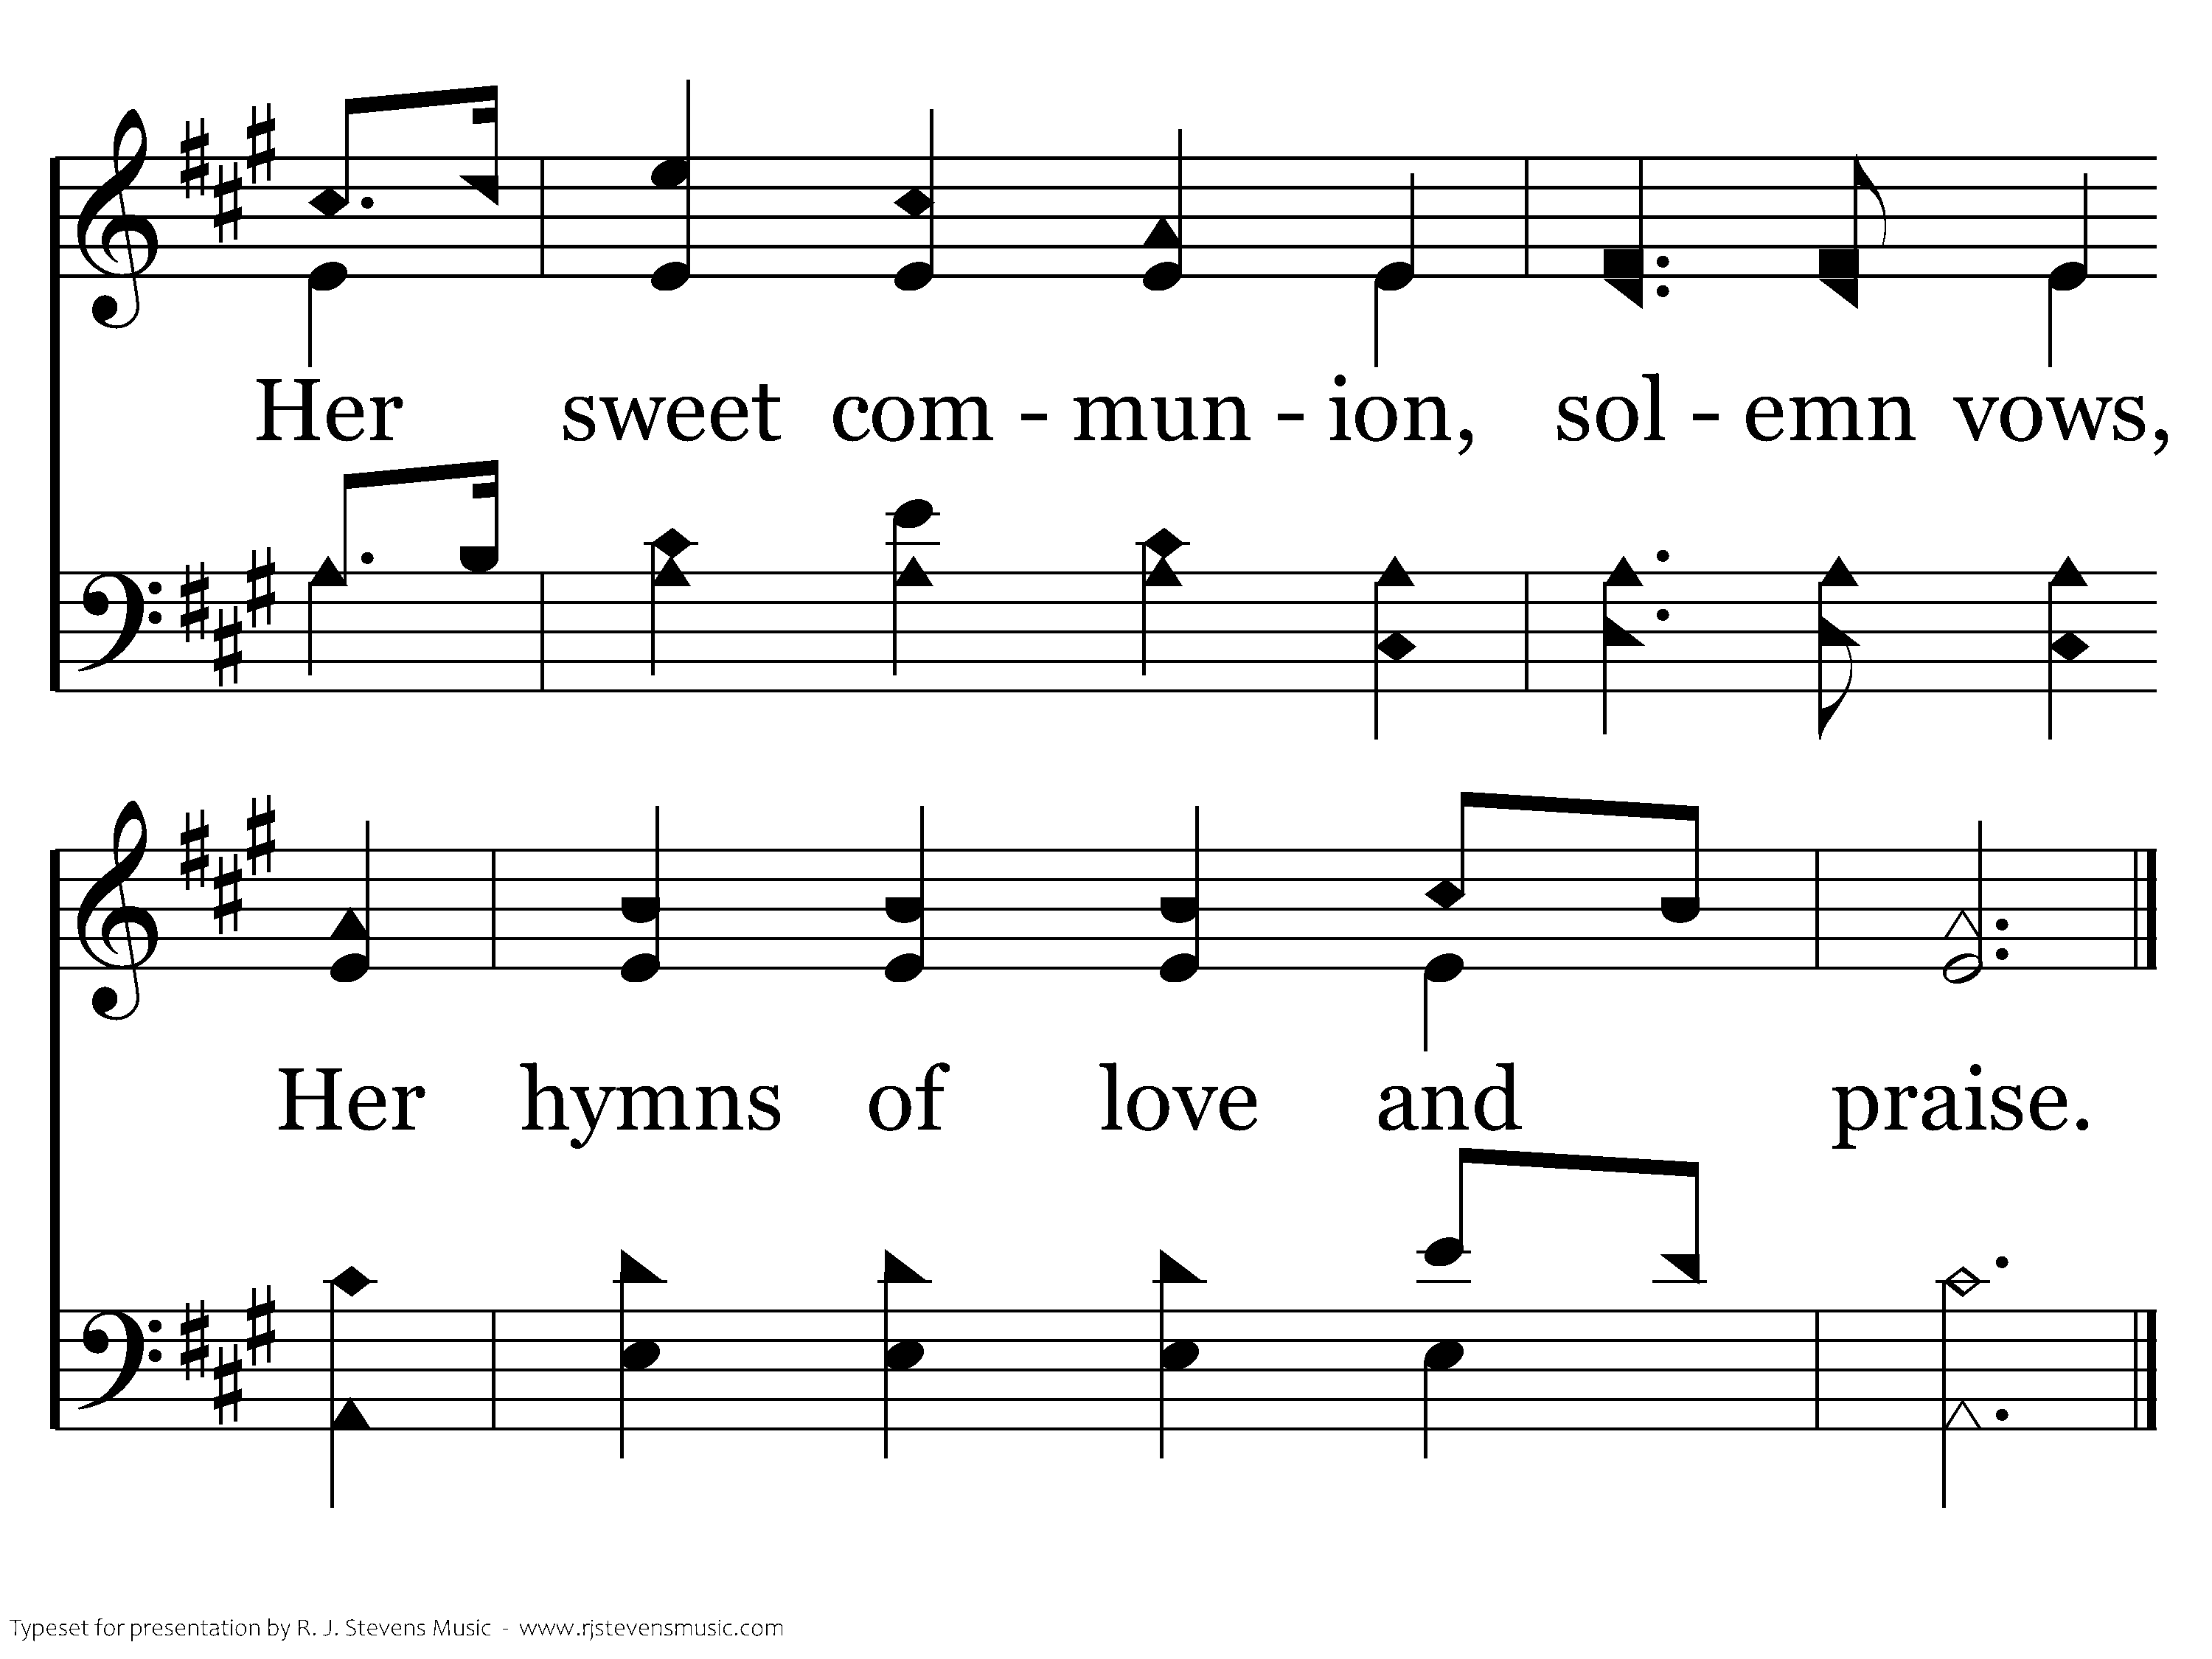 Her sweet com - mun - ion, sol - emn vows,
Her hymns of love and praise.
Typeset for presentation by R. J. Stevens Music - www.rjstevensmusic.com